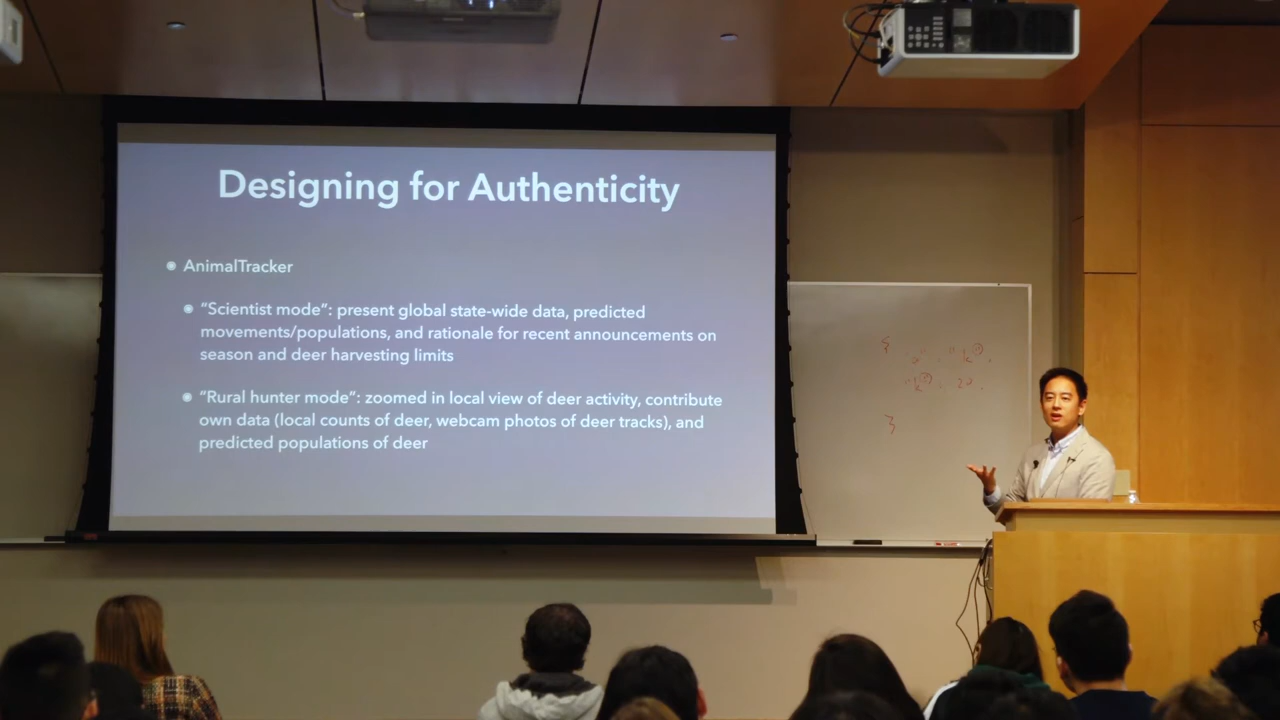 Designing for Authenticity
AnimalTracker
“Scientist mode”: present global state-wide data, predicted
movements/populations, and rationale for recent announcements on
season and deer harvesting limits
“Rural hunter mode”: zoomed in local view of deer activity, contribute
own data (local counts of deer, webcam photos of deer tracks), and
predicted populations of deer